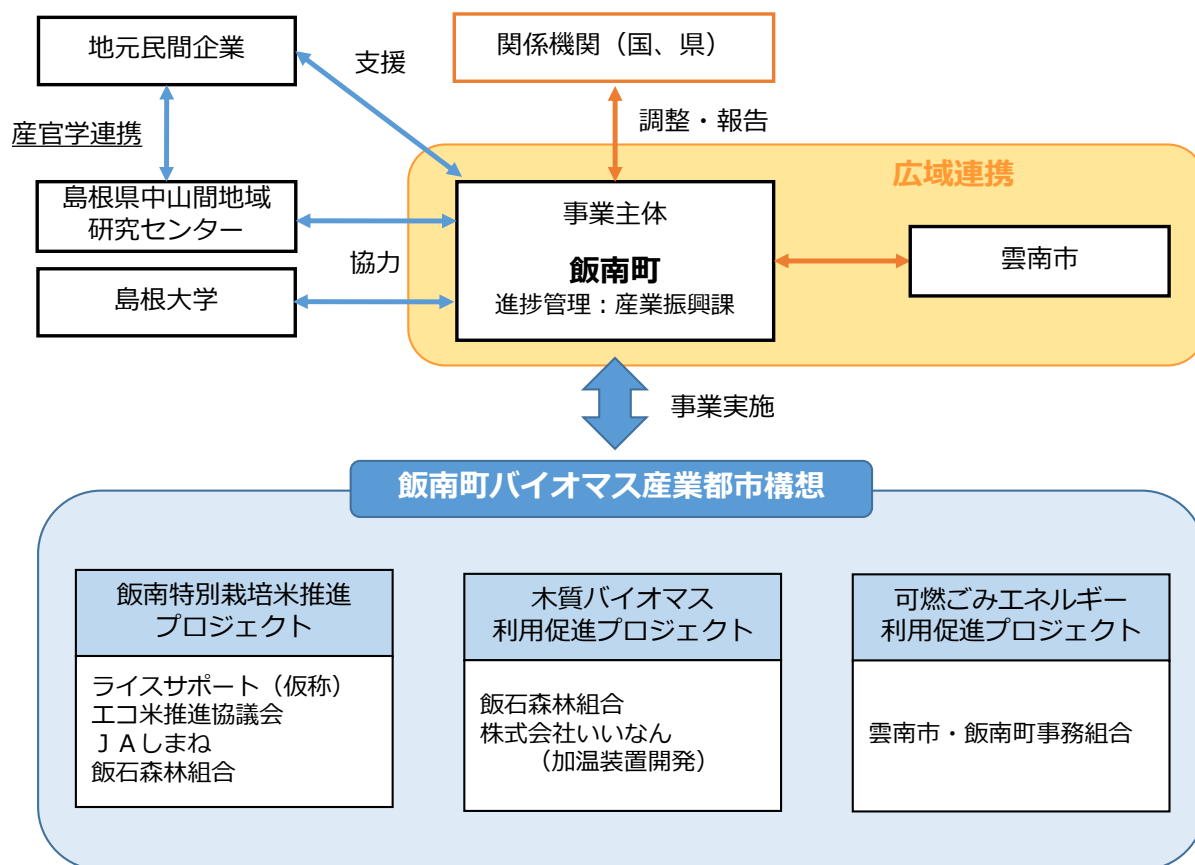 地元民間企業
支援
関係機関（国、県）
産官学連携
調整・報告
広域連携
島根県中山間地域
研究センター
事業主体
飯南町
進捗管理：産業振興課
雲南市
協力
島根大学
事業実施
飯南町バイオマス産業都市構想
飯南特別栽培米推進
プロジェクト
ライスサポート（仮称）
エコ米推進協議会
ＪＡしまね
飯石森林組合
木質バイオマス
利用促進プロジェクト
飯石森林組合
株式会社いいなん
（加温装置開発）
可燃ごみエネルギー
利用促進プロジェクト
雲南市・飯南町事務組合